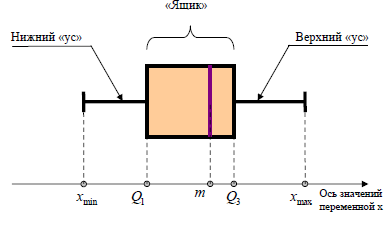 «Ящик»
Нижний «ус»
Верхний «ус»
x_min Q_1 m Q_3 x_max
Ось значений
переменной x